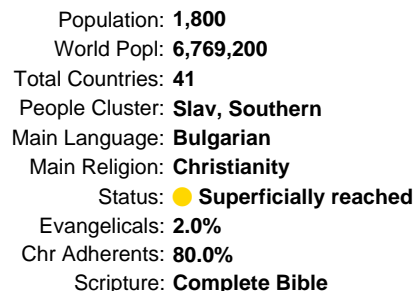 Population: 1,800
World Popl: 6,769,200
Total Countries: 41
People Cluster: Slav, Southern
Main Language: Bulgarian
Main Religion: Christianity
Status: Superficially reached
Evangelicals: 2.0%
Chr Adherents: 80.0%
Scripture: Complete Bible